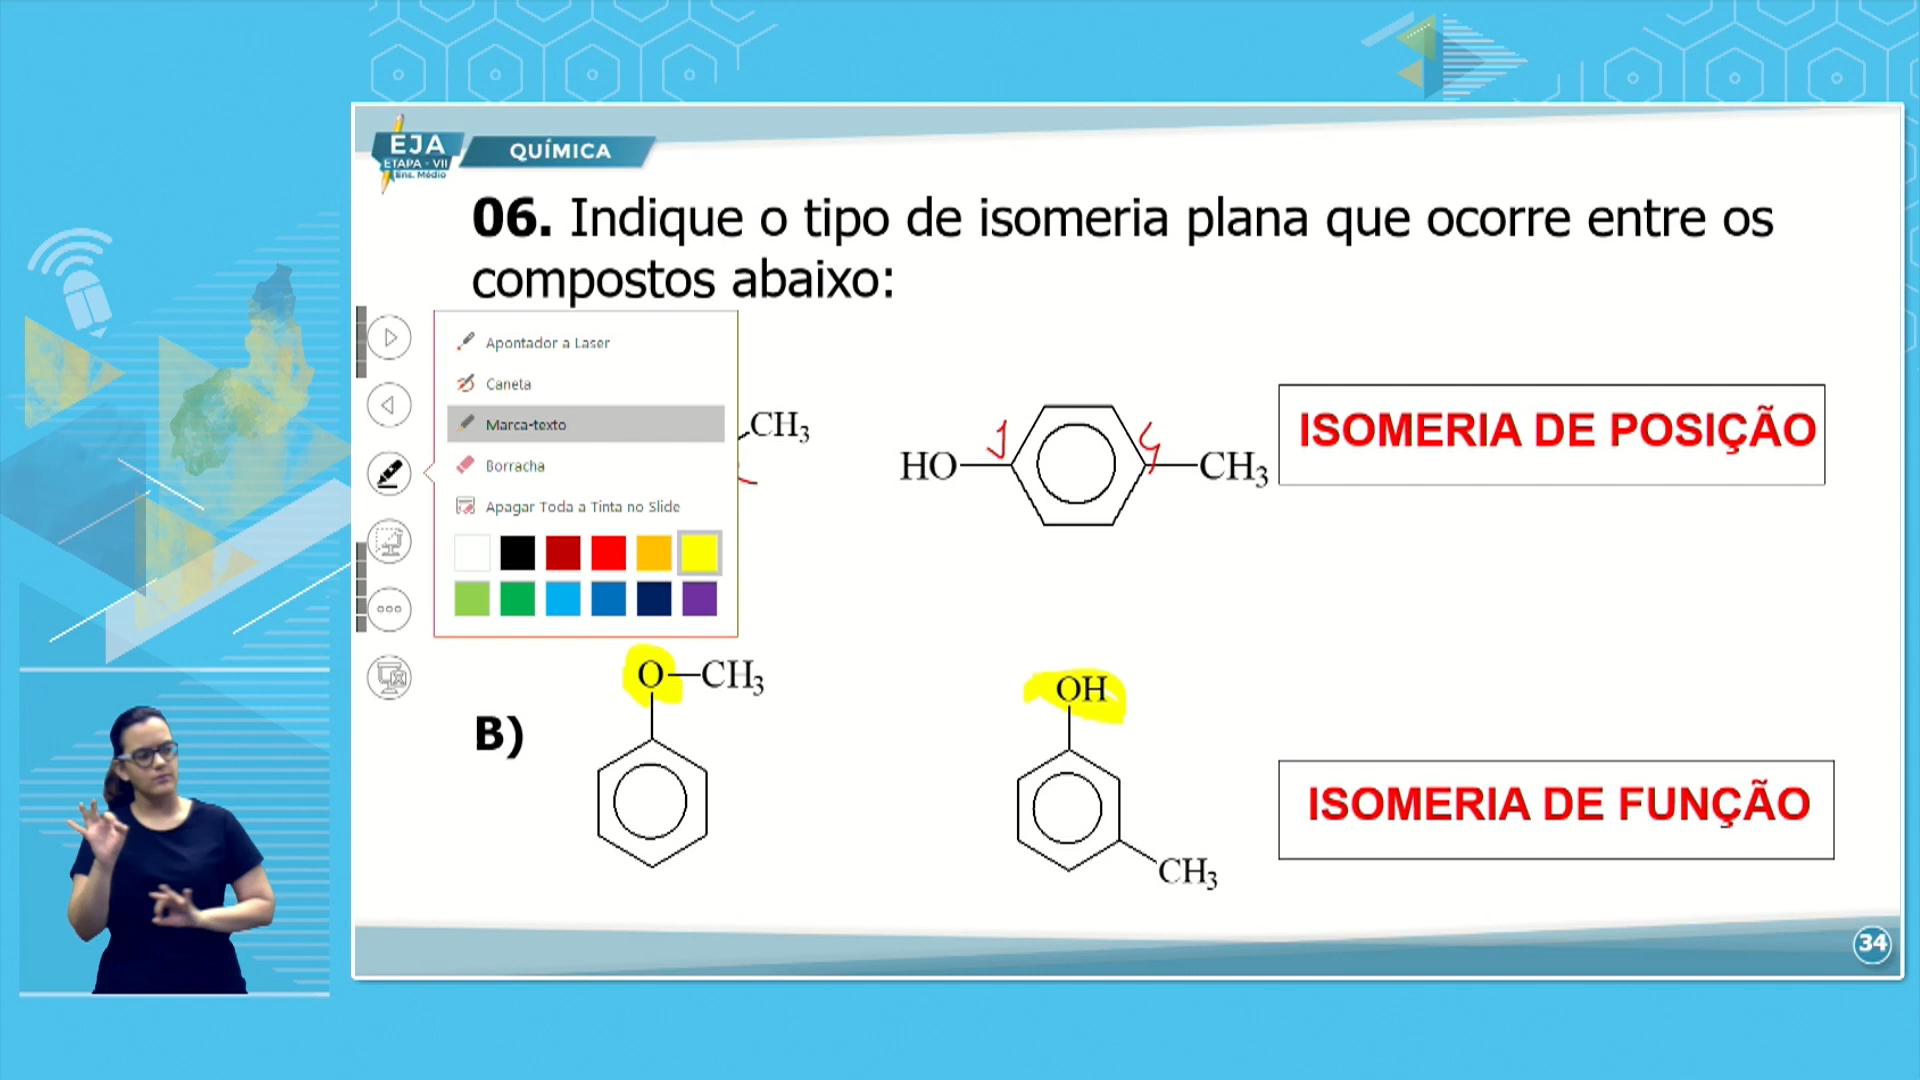 EJA
ETAPA - VII
Ens. Médio
QUÍMICA
06. Indique o tipo de isomeria plana que ocorre entre os
compostos abaixo:
Apontador a Laser
Caneta
Marca-texto
Borracha
Apagar Toda a Tinta no Slide
CH3
HO
1
4
CH3
ISOMERIA DE POSIÇÃO
B)
O—CH3
OH
CH3
ISOMERIA DE FUNÇÃO
34